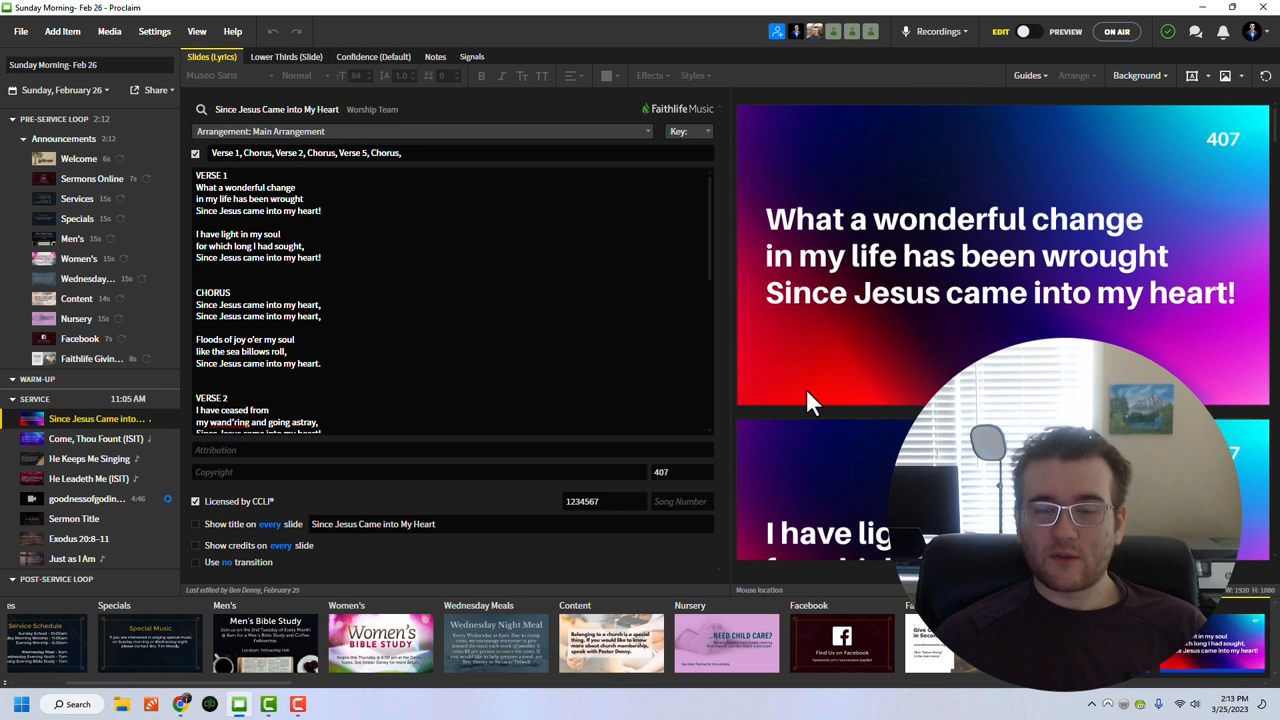 Sunday Morning- Feb 26 - Proclaim
File Add Item Media Settings View Help
Recordings
EDIT PREVIEW ON AIR
Sunday Morning- Feb 26
Sunday, February 26
Share
PRE-SERVICE LOOP 2:12
Announcements 2:12
Welcome 6s
Sermons Online 7s
Services 15s
Specials 15s
Men's 15s
Women's 15s
Wednesday... 15s
Content 14s
Nursery 15s
Facebook 7s
Faithlife Givin... 8s
WARM-UP
SERVICE 11:05 AM
Since Jesus Came into...
Come, Thou Fount (ISIT)
He Keeps Me Singing
He Leadeth Me (ISIT)
goodnessofgodin... 4:46
Sermon Title
Exodus 20:8-11
Just as I Am
POST-SERVICE LOOP
Slides (Lyrics) Lower Thirds (Slide) Confidence (Default) Notes Signals
Museo Sans Normal 84 1.0 0 B I Effects Styles
Guides Arrange Background
Since Jesus Came into My Heart Worship Team
Faithlife Music
Arrangement: Main Arrangement Key:
Verse 1, Chorus, Verse 2, Chorus, Verse 5, Chorus,
VERSE 1
What a wonderful change
in my life has been wrought
Since Jesus came into my heart!
I have light in my soul
for which long I had sought,
Since Jesus came into my heart!
CHORUS
Since Jesus came into my heart,
Since Jesus came into my heart,
Floods of joy o'er my soul
like the sea billows roll,
Since Jesus came into my heart.
VERSE 2
I have ceased from
my wandring and going astray,
Attribution
Copyright 407
Licensed by CCLI? 1234567 Song Number
Show title on every slide Since Jesus Came into My Heart
Show credits on every slide
Use no transition
Last edited by Ben Denny, February 25
407
What a wonderful change
in my life has been wrought
Since Jesus came into my heart!
I have lig
Mouse location
W: 1920 H: 1080
Specials Men's Women's Wednesday Meals Content Nursery Facebook
Service Schedule
Special Music
Men's Bible Study
Women's
BIBLE STUDY
Wednesday Night Meal
NEED CHILD CARE?
Find Us on Facebook
Search
2:13 PM
3/25/2023